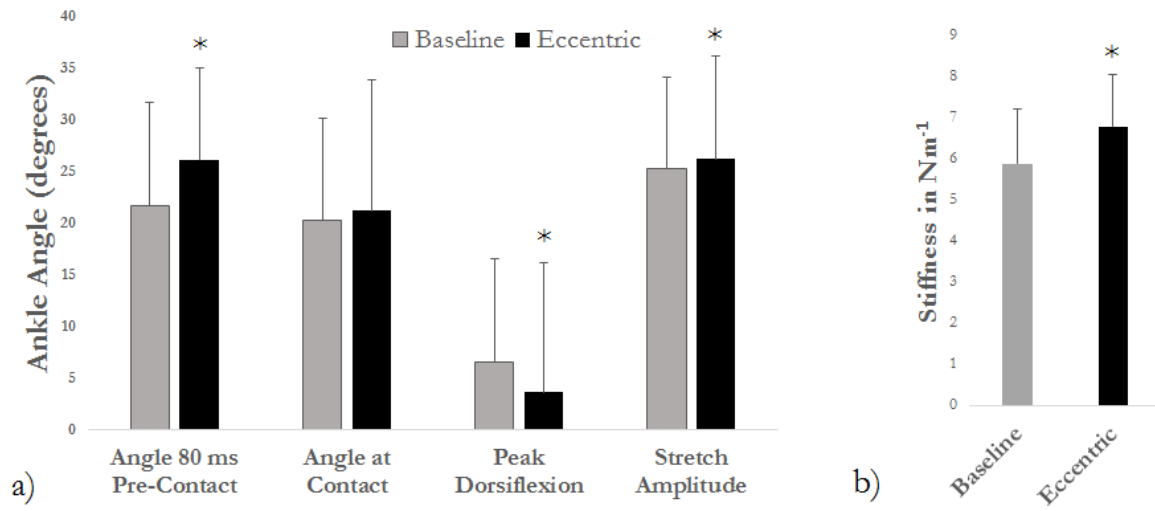 40
35
30
25
20
15
10
5
0
Ankle Angle (degrees)
Baseline
Eccentric
*
*
*
Angle 80 ms
Pre-Contact
Angle at
Contact
Peak
Dorsiflexion
Stretch
Amplitude
a)
9
8
7
6
5
4
3
2
1
0
Stiffness in Nm⁻¹
*
Baseline
Eccentric
b)